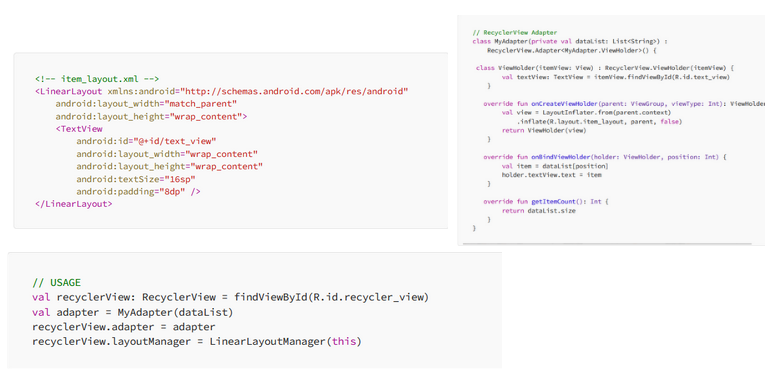 <!-- item_layout.xml -->
<LinearLayout xmlns:android="http://schemas.android.com/apk/res/android"
    android:layout_width="match_parent"
    android:layout_height="wrap_content">
    <TextView
        android:id="@+id/text_view"
        android:layout_width="wrap_content"
        android:layout_height="wrap_content"
        android:textSize="16sp"
        android:padding="8dp" />
</LinearLayout>
// RecyclerView Adapter
class MyAdapter(private val dataList: List<String>) :
    RecyclerView.Adapter<MyAdapter.ViewHolder>() {
 class ViewHolder(itemView: View) : RecyclerView.ViewHolder(itemView) {
        val textView: TextView = itemView.findViewById(R.id.text_view)
    }
   override fun onCreateViewHolder(parent: ViewGroup, viewType: Int): ViewHolder
        val view = LayoutInflater.from(parent.context)
            .inflate(R.layout.item_layout, parent, false)
        return ViewHolder(view)
    }
   override fun onBindViewHolder(holder: ViewHolder, position: Int) {
        val item = dataList[position]
        holder.textView.text = item
    }
   override fun getItemCount(): Int {
        return dataList.size
    }
}
// USAGE
val recyclerView: RecyclerView = findViewById(R.id.recycler_view)
val adapter = MyAdapter(dataList)
recyclerView.adapter = adapter
recyclerView.layoutManager = LinearLayoutManager(this)